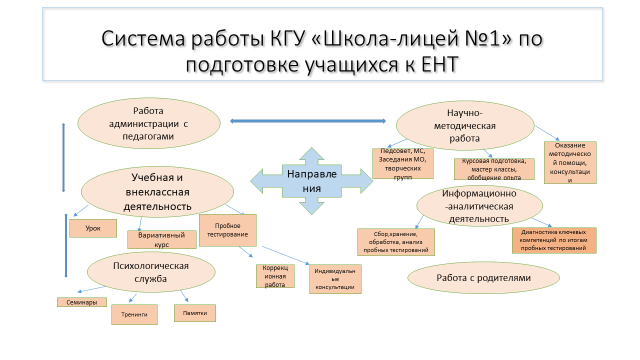 Система работы КГУ «Школа-лицей №1» по
подготовке учащихся к ЕНТ
Работа
администрации с
педагогами
Научно-
методическая
работа
Педсовет, МС,
Заседания МО,
творческих
групп
Курсовая подготовка,
мастер классы,
обобщение опыта
Оказание
методическо
й помощи,
консультаци
и
Направле
ния
Учебная и
внеклассная
деятельность
Урок
Вариативный
курс
Пробное
тестирование
Информационно
-аналитическая
деятельность
Сбор,хранение,
обработка, анализ
пробных тестирований
Диагностика ключевых
компетенций по итогам
пробных тестирований
Коррекц
ионная
работа
Индивидуальн
ые
консультации
Психологическая
служба
Семинары
Тренинги
Памятки
Работа с родителями